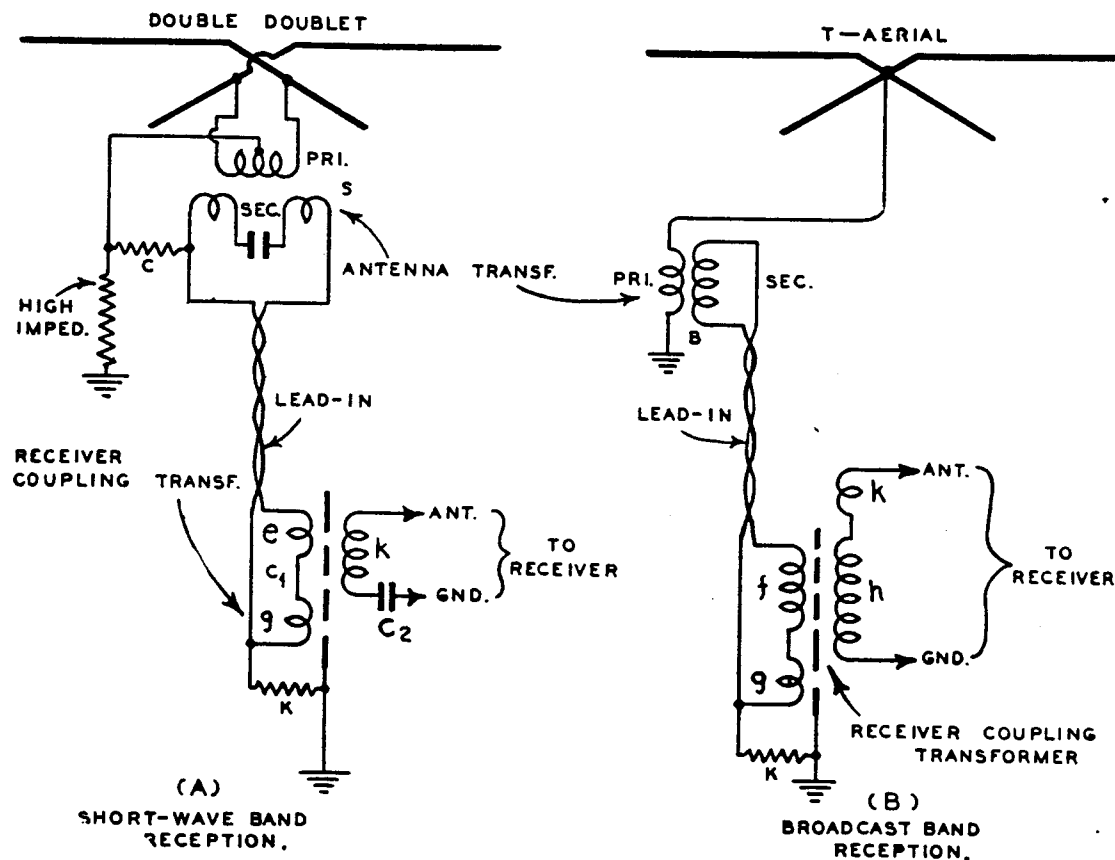 DOUBLE DOUBLET
PRI.
S
SEC.
C
HIGH
IMPED.
ANTENNA TRANSF.
LEAD-IN
RECEIVER
COUPLING TRANSF.
e
C1
g
k
ANT.
GND.
C2
TO
RECEIVER
K
(A)
SHORT-WAVE BAND
RECEPTION.
T-AERIAL
PRI.
SEC.
B
LEAD-IN
f
g
k
h
ANT.
GND.
TO
RECEIVER
RECEIVER COUPLING
TRANSFORMER
K
(B)
BROADCAST BAND
RECEPTION.